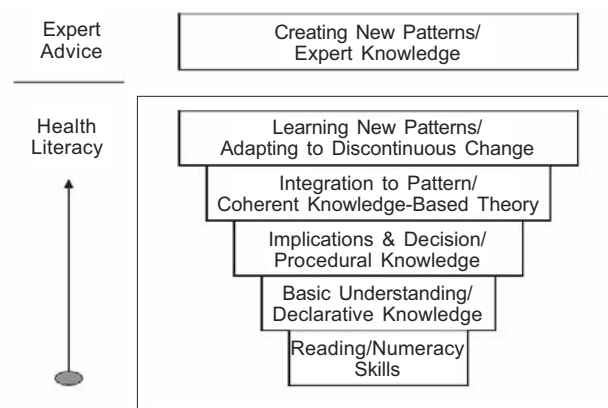 Expert
Advice
Creating New Patterns/
Expert Knowledge
Health
Literacy
Learning New Patterns/
Adapting to Discontinuous Change
Integration to Pattern/
Coherent Knowledge-Based Theory
Implications & Decision/
Procedural Knowledge
Basic Understanding/
Declarative Knowledge
Reading/Numeracy
Skills